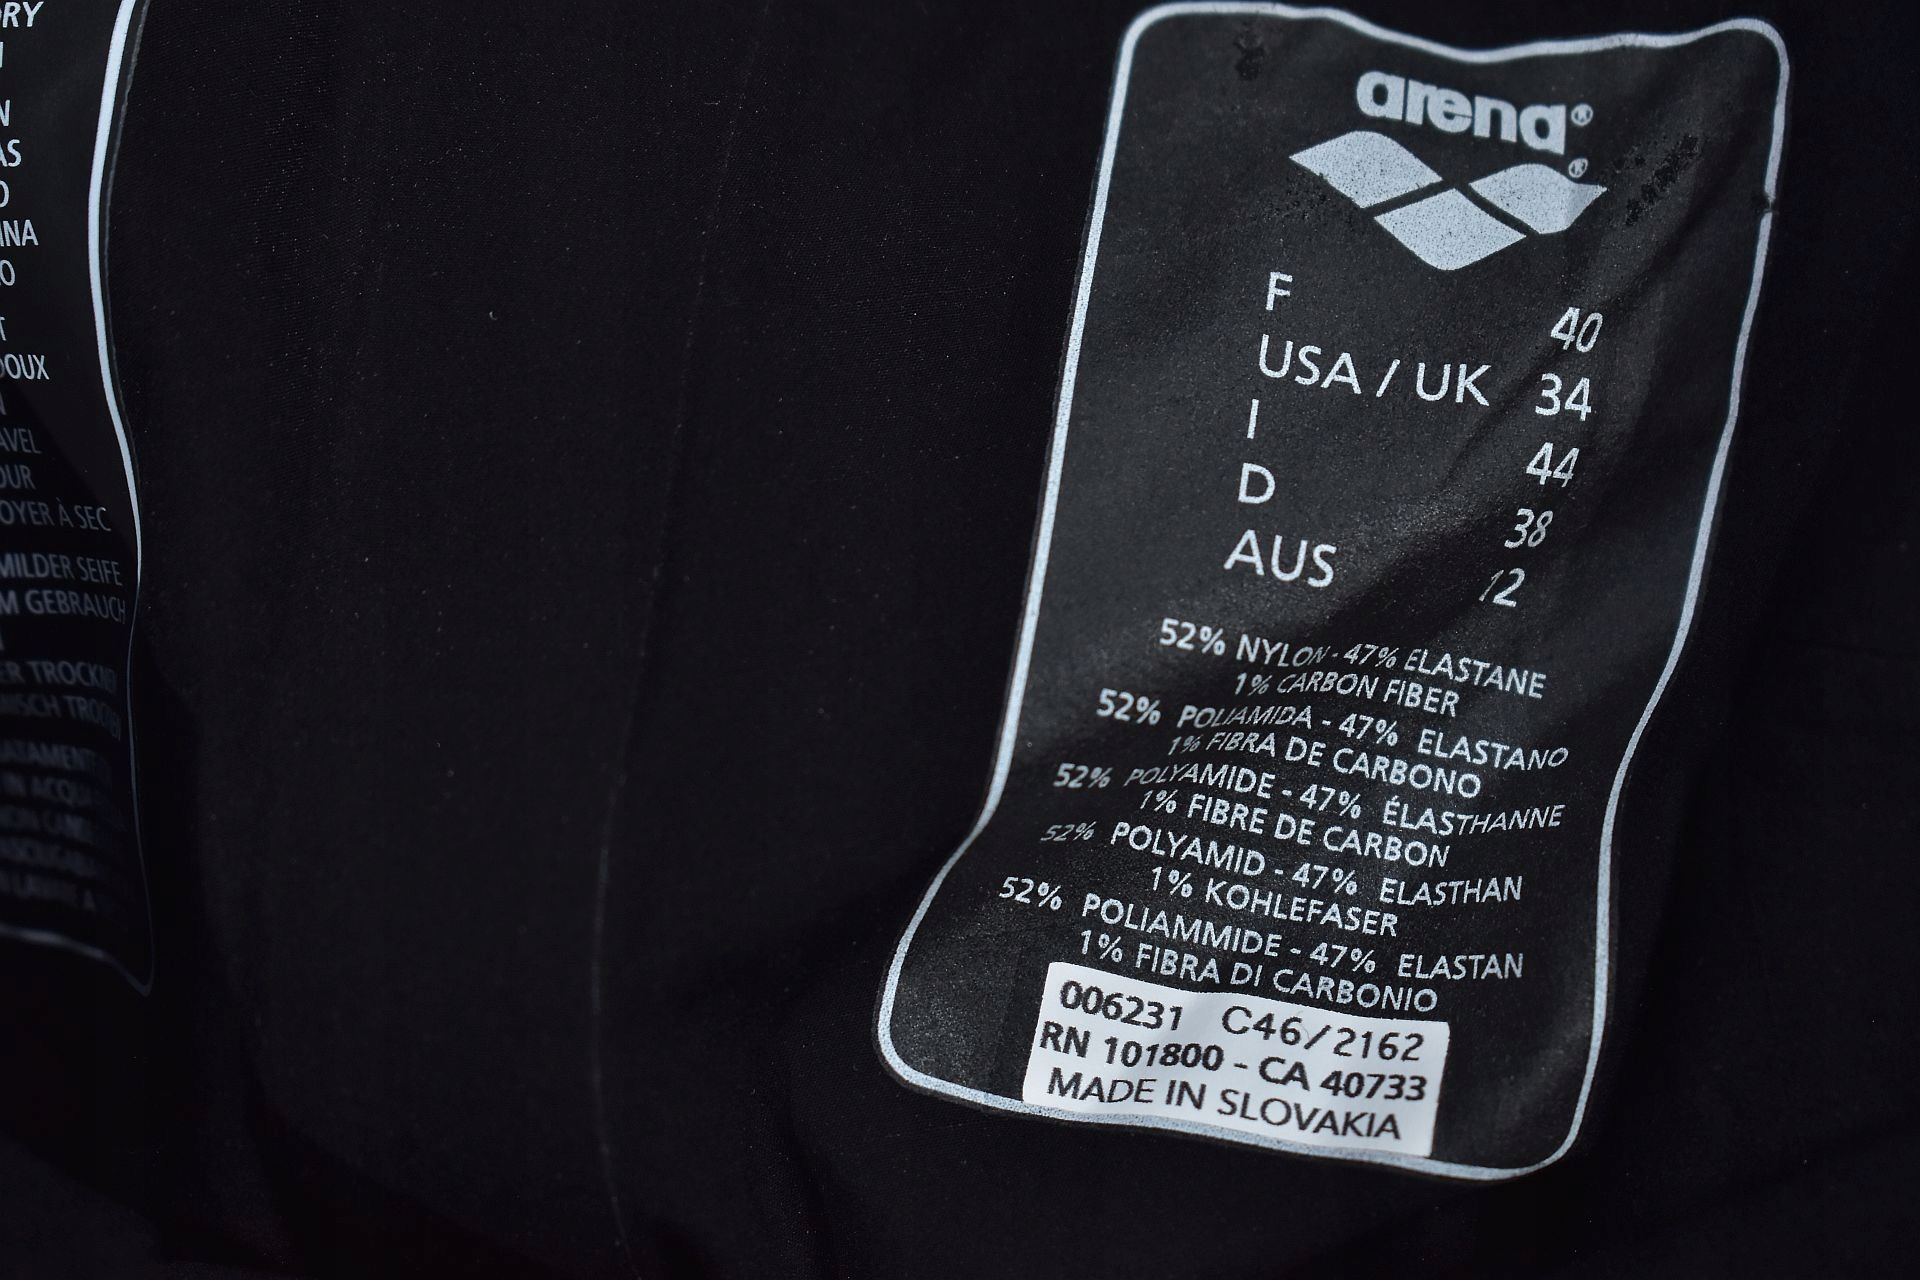 RY
N
AS
INA
DOUX
AVEL
OUR
OYER À SEC
MILDER SEIFE
M GEBRAUCH
ER TROCKNER
arena®
®
F 40
USA / UK 34
I 44
D 38
AUS 12
52% NYLON - 47% ELASTANE
1% CARBON FIBER
52% POLIAMIDA - 47% ELASTANO
1% FIBRA DE CARBONO
52% POLYAMIDE - 47% ÉLASTHANNE
1% FIBRE DE CARBON
52% POLYAMID - 47% ELASTHAN
1% KOHLEFASER
52% POLIAMMIDE - 47% ELASTAN
1% FIBRA DI CARBONIO
006231 C46/2162
RN 101800 - CA 40733
MADE IN SLOVAKIA